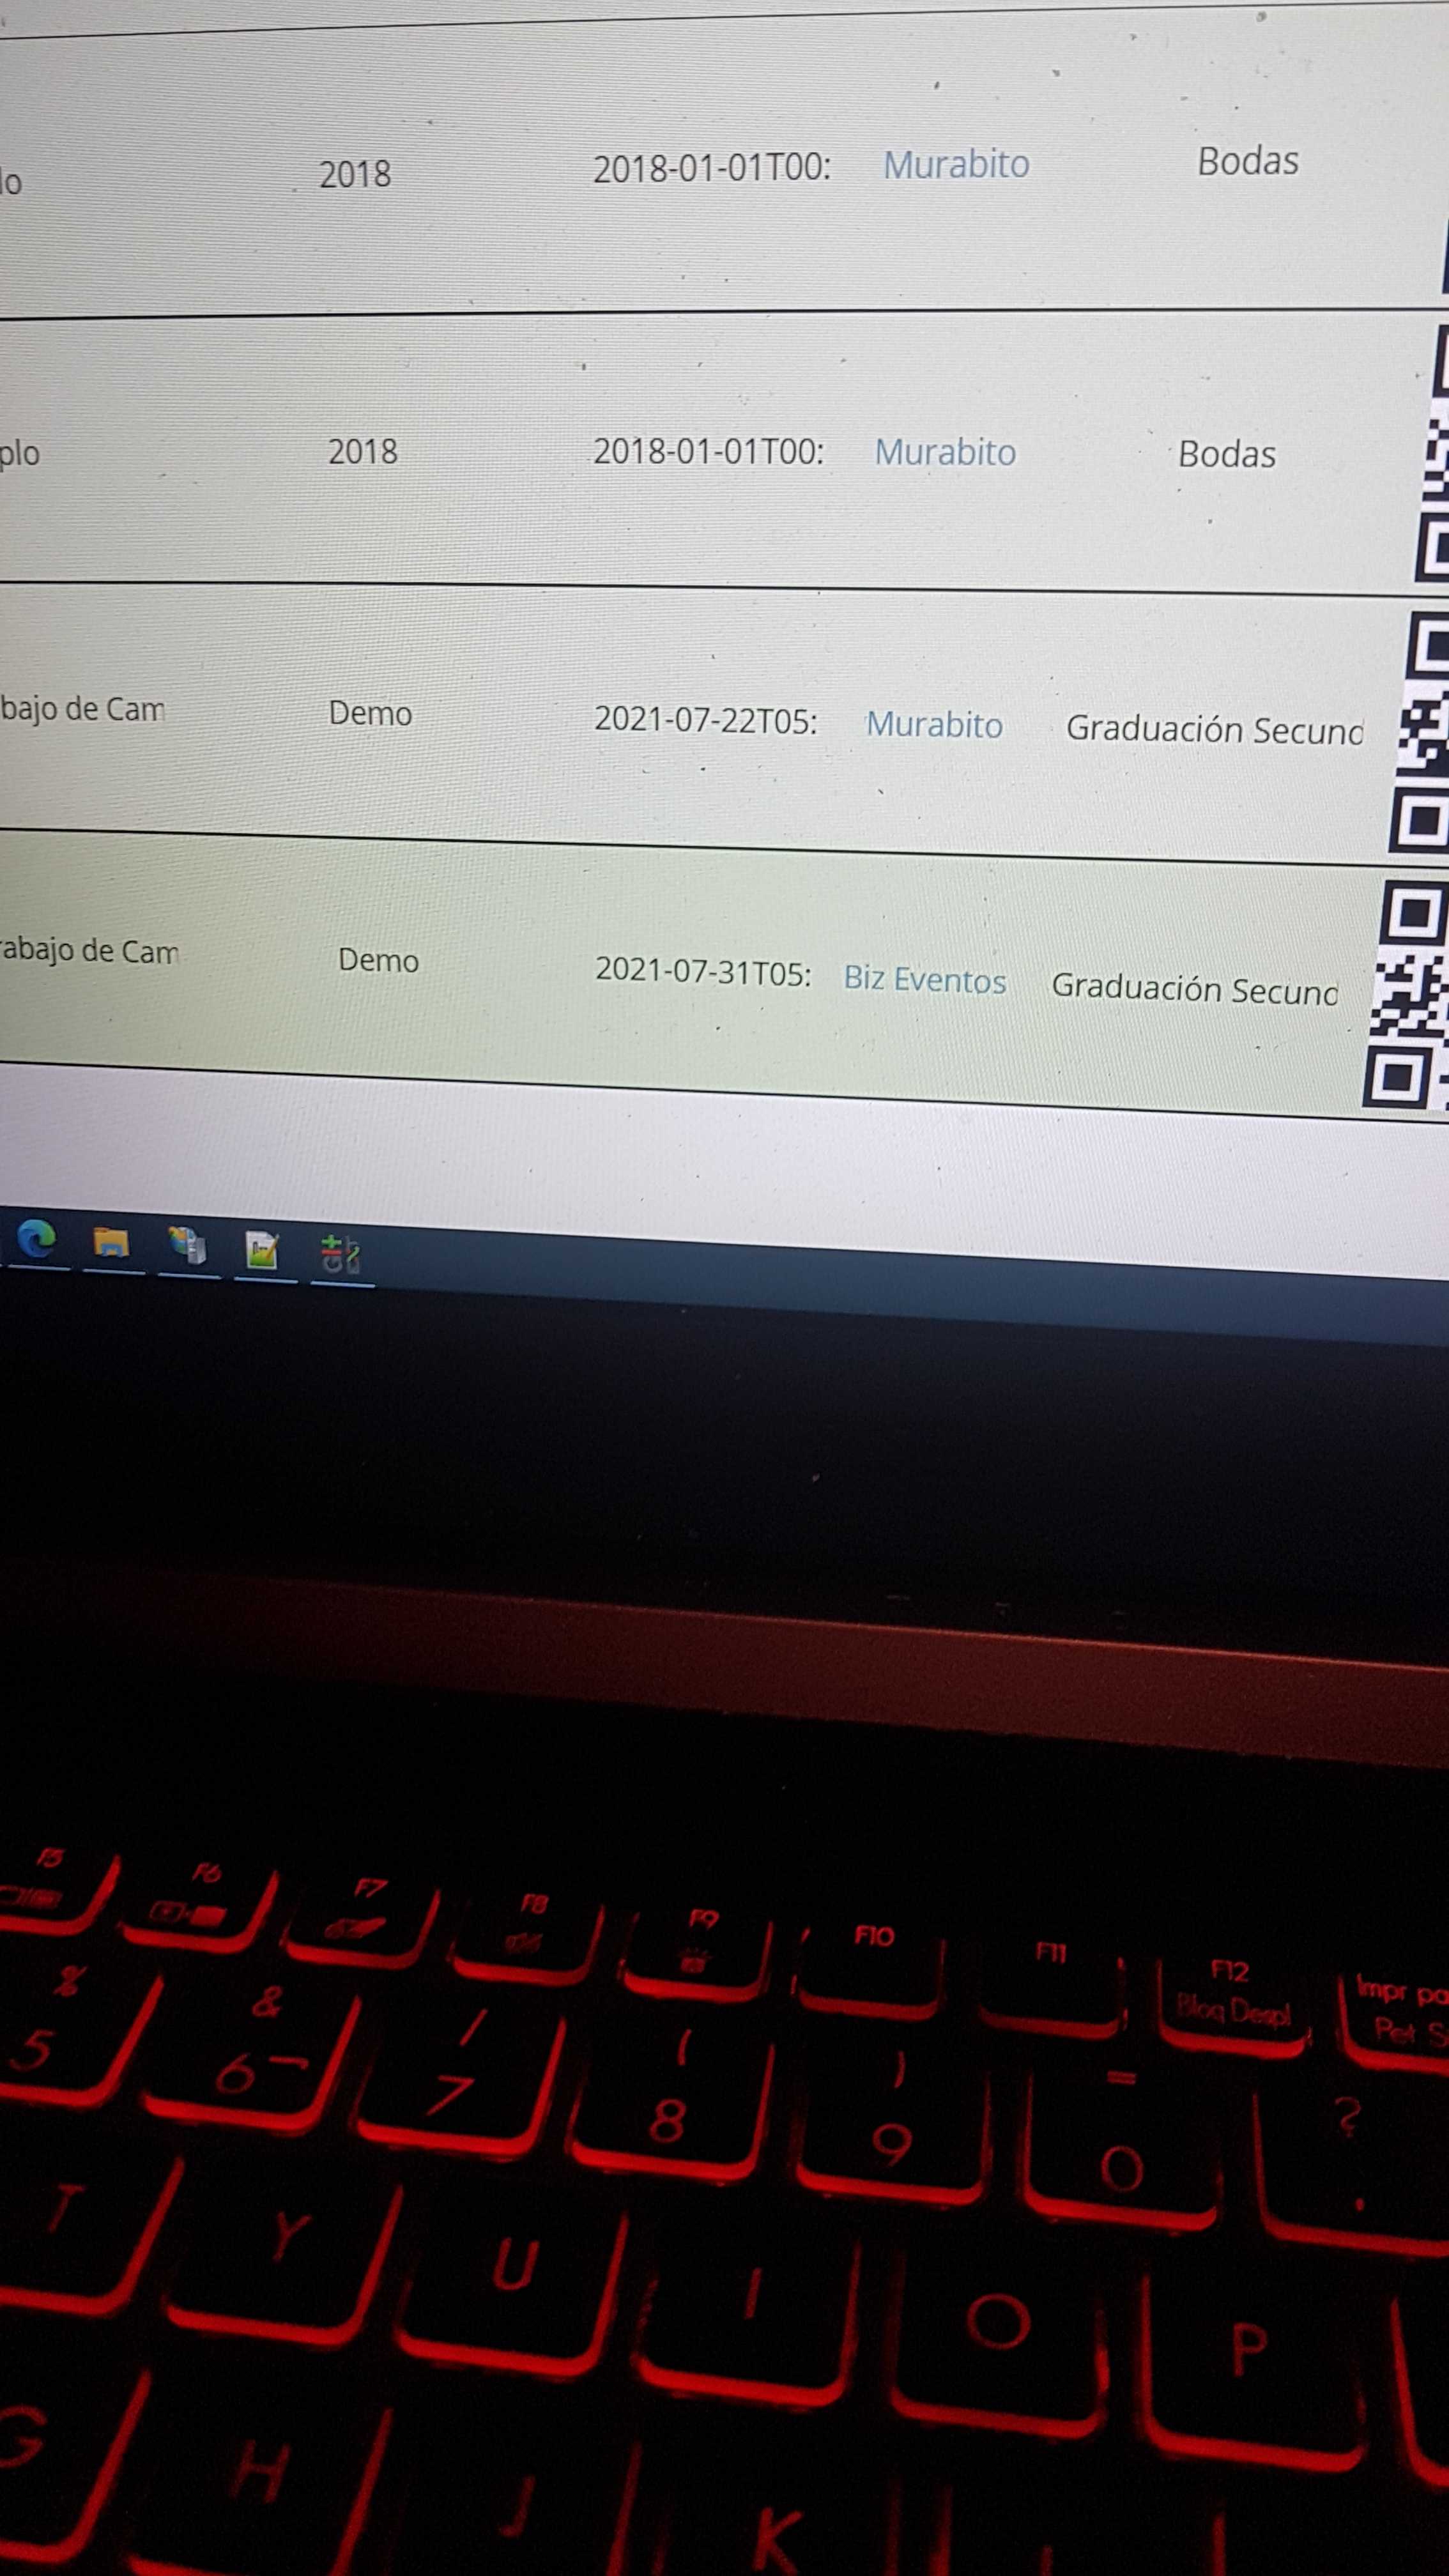 lo 2018 2018-01-01T00: Murabito Bodas
plo 2018 2018-01-01T00: Murabito Bodas
bajo de Cam Demo 2021-07-22T05: Murabito Graduación Secund
rabajo de Cam Demo 2021-07-31T05: Biz Eventos Graduación Secund
Git
F5 F6 F7 F8 F9 F10 F11 F12 Impr pa
Bloq Despl Pet S
% & / ( ) = ?
5 6 ¬ 7 8 9 0 '
T Y U I O P
G H J K